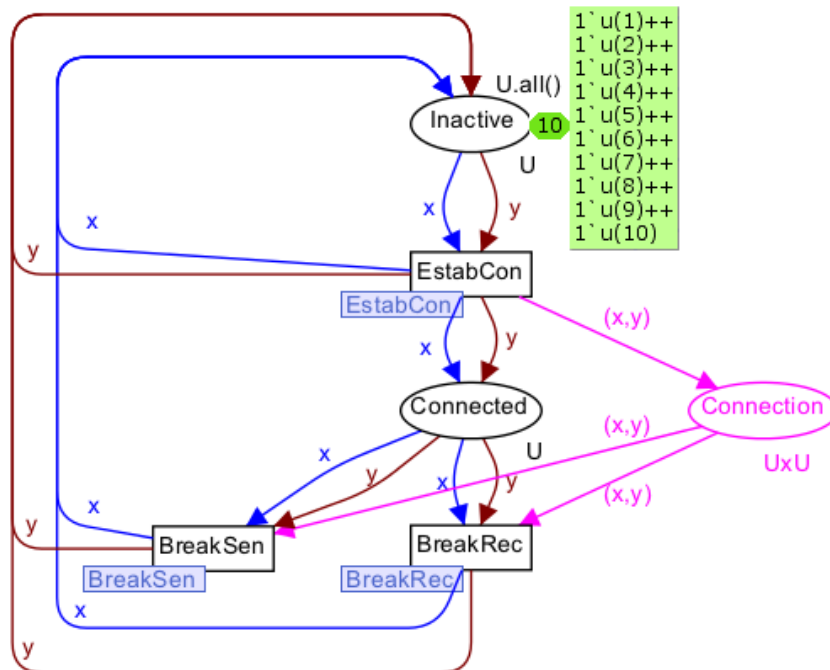 1`u(1)++
1`u(2)++
1`u(3)++
1`u(4)++
1`u(5)++
1`u(6)++
1`u(7)++
1`u(8)++
1`u(9)++
1`u(10)
U.all()
Inactive
10
U
x
y
x
y
EstabCon
EstabCon
(x,y)
x
y
Connected
Connection
(x,y)
U
UxU
x
y
x
y
(x,y)
x
y
BreakSen
BreakRec
BreakSen
BreakRec
x
y